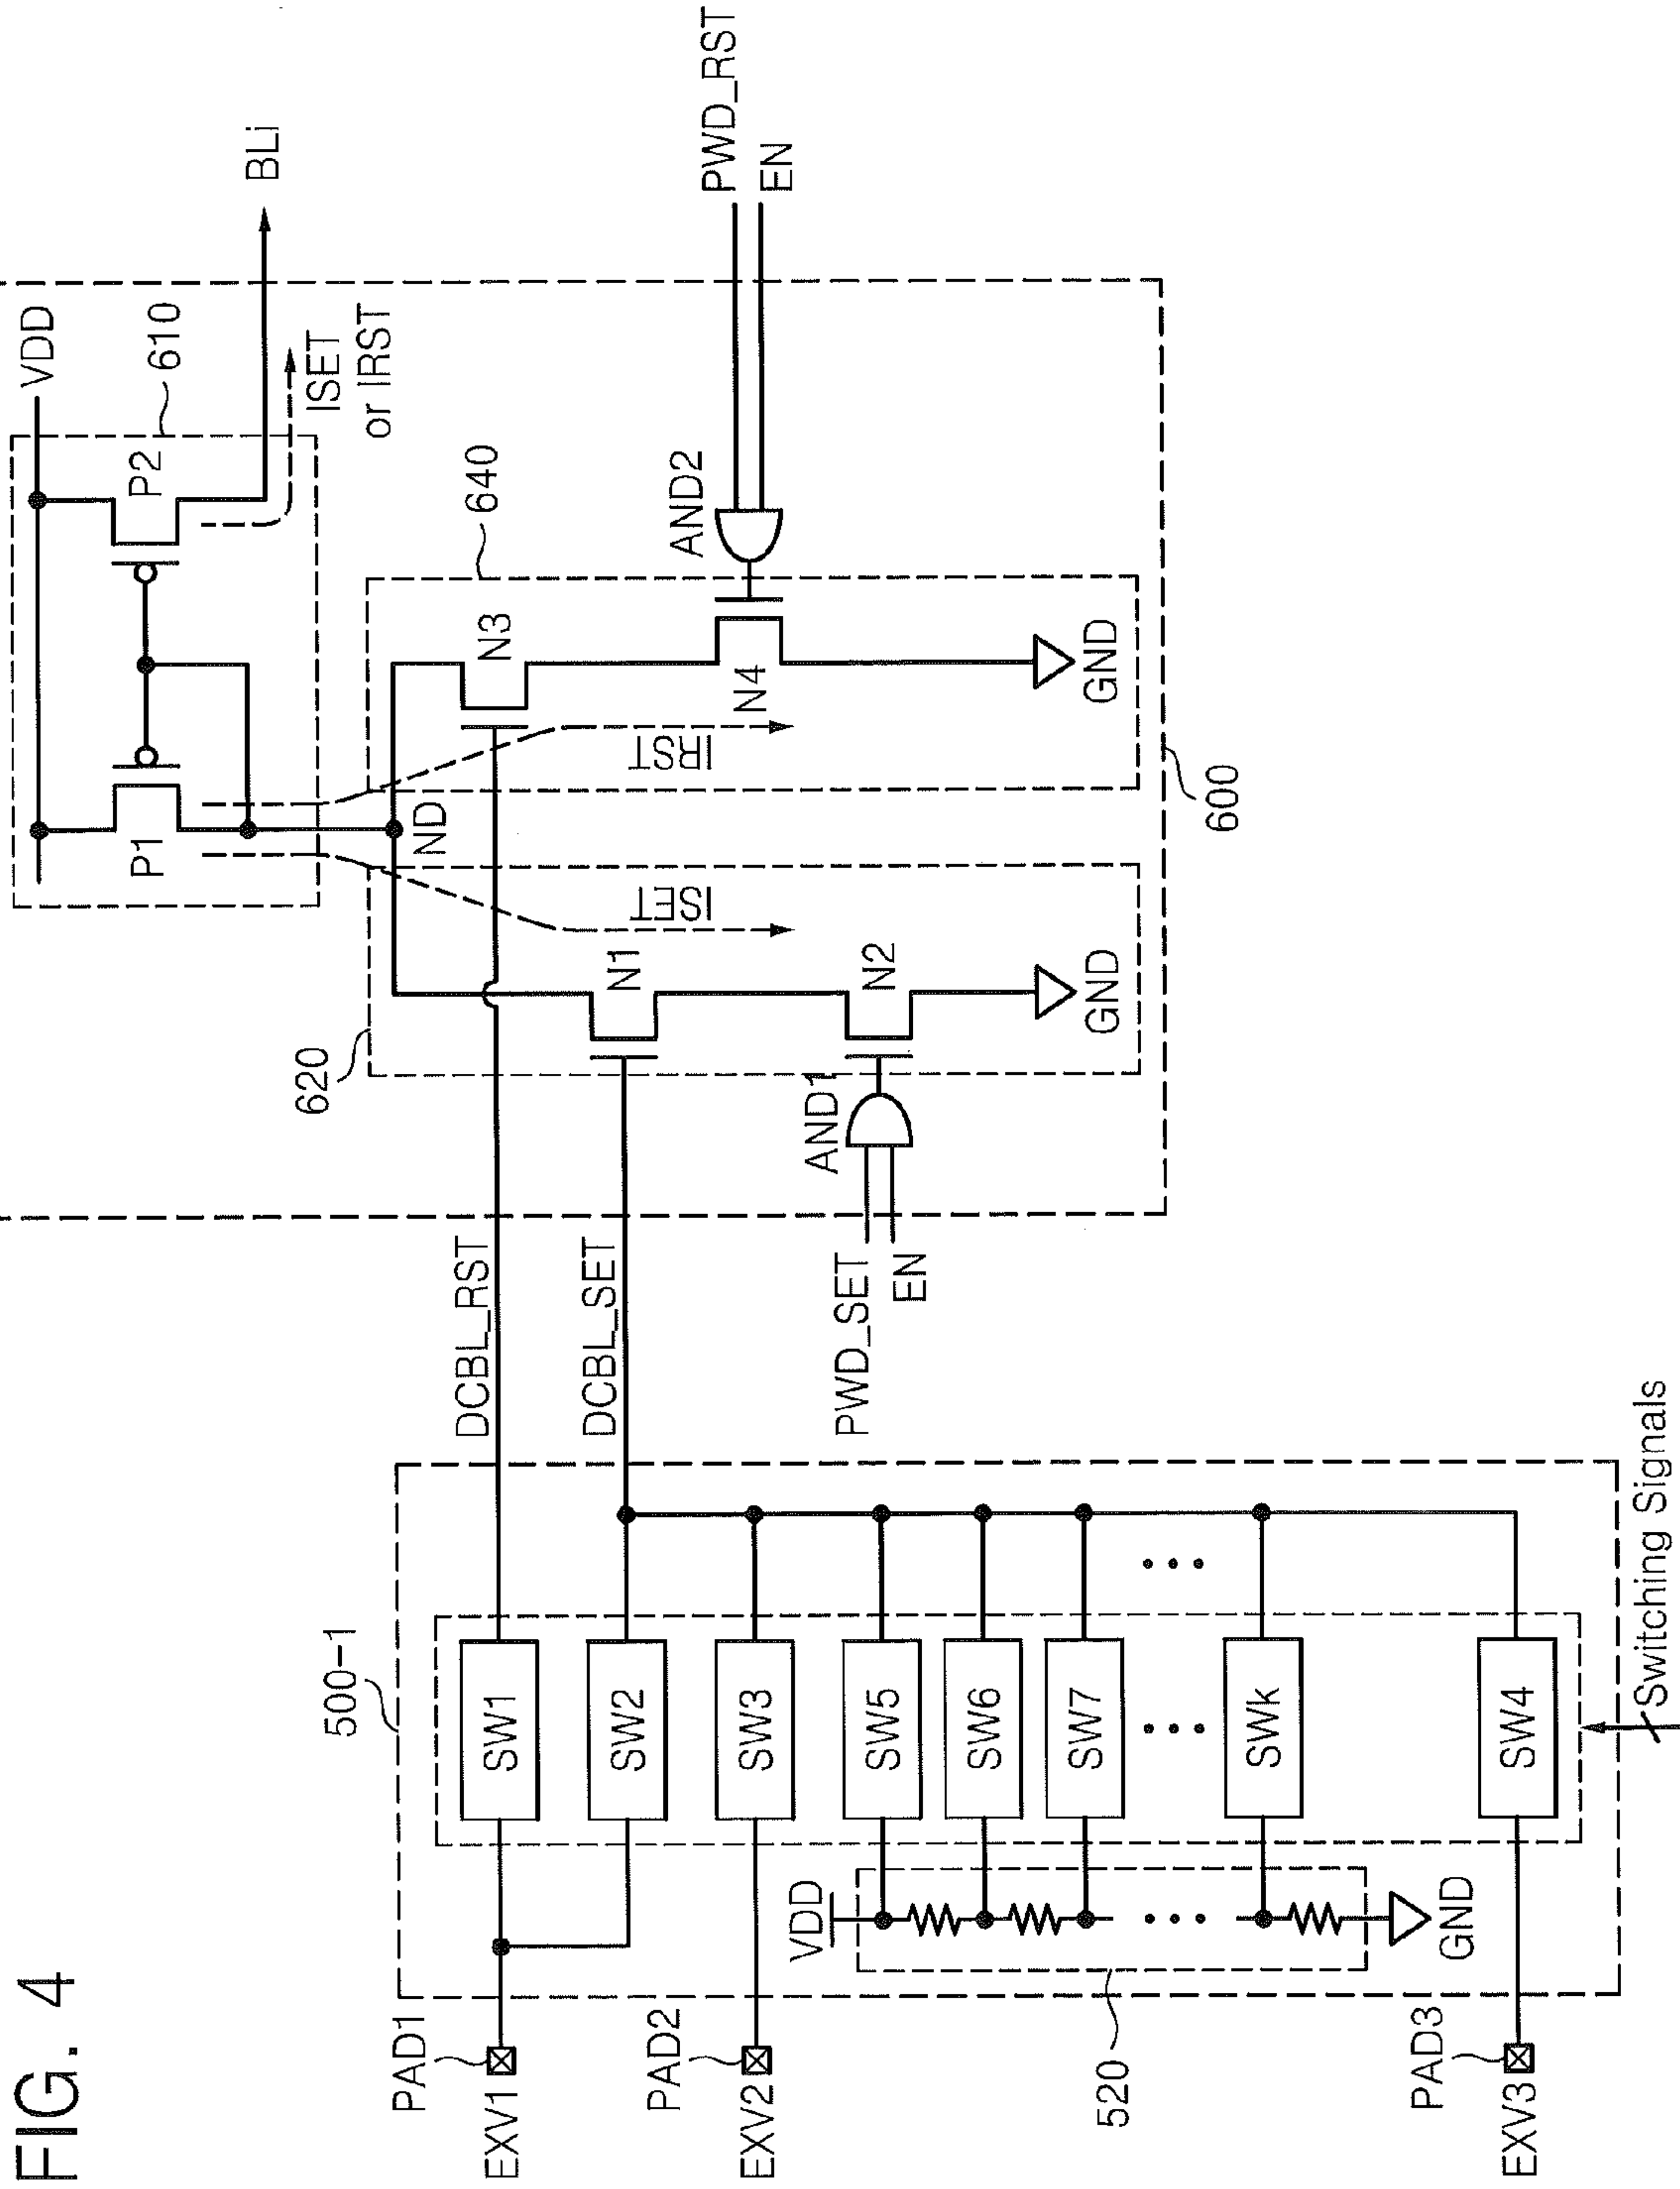 FIG. 4
VDD
P1
P2
610
ISET
or IRST
BLi
ND
620
640
N1
N2
N3
N4
ISET
IRST
AND1
AND2
PWD_RST
EN
GND
GND
600
DCBL_RST
DCBL_SET
PWD_SET
EN
500-1
SW1
SW2
SW3
SW5
SW6
SW7
SWk
SW4
PAD1
EXV1
PAD2
EXV2
VDD
GND
520
PAD3
EXV3
Switching Signals